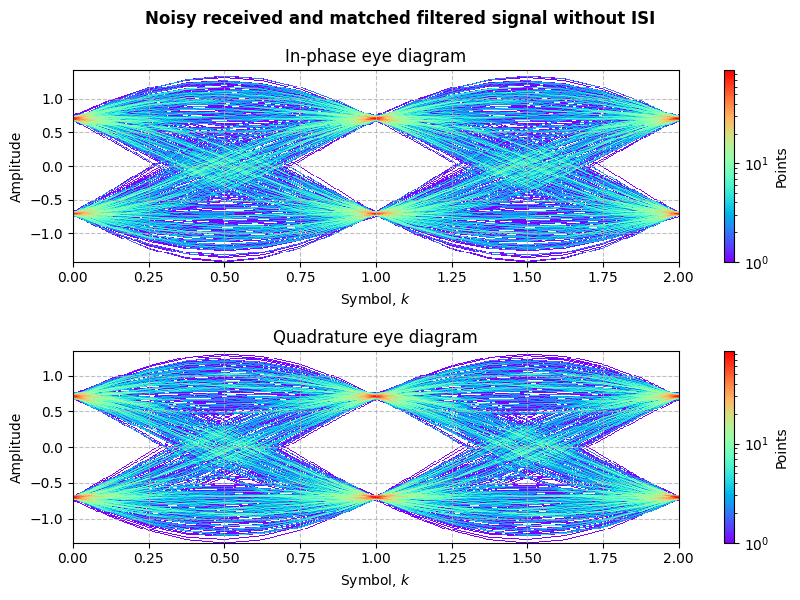 Noisy received and matched filtered signal without ISI
In-phase eye diagram
Amplitude
1.0
0.5
0.0
−0.5
−1.0
0.00 0.25 0.50 0.75 1.00 1.25 1.50 1.75 2.00
Symbol, k
10¹
10⁰
Points
Quadrature eye diagram
Amplitude
1.0
0.5
0.0
−0.5
−1.0
0.00 0.25 0.50 0.75 1.00 1.25 1.50 1.75 2.00
Symbol, k
10¹
10⁰
Points